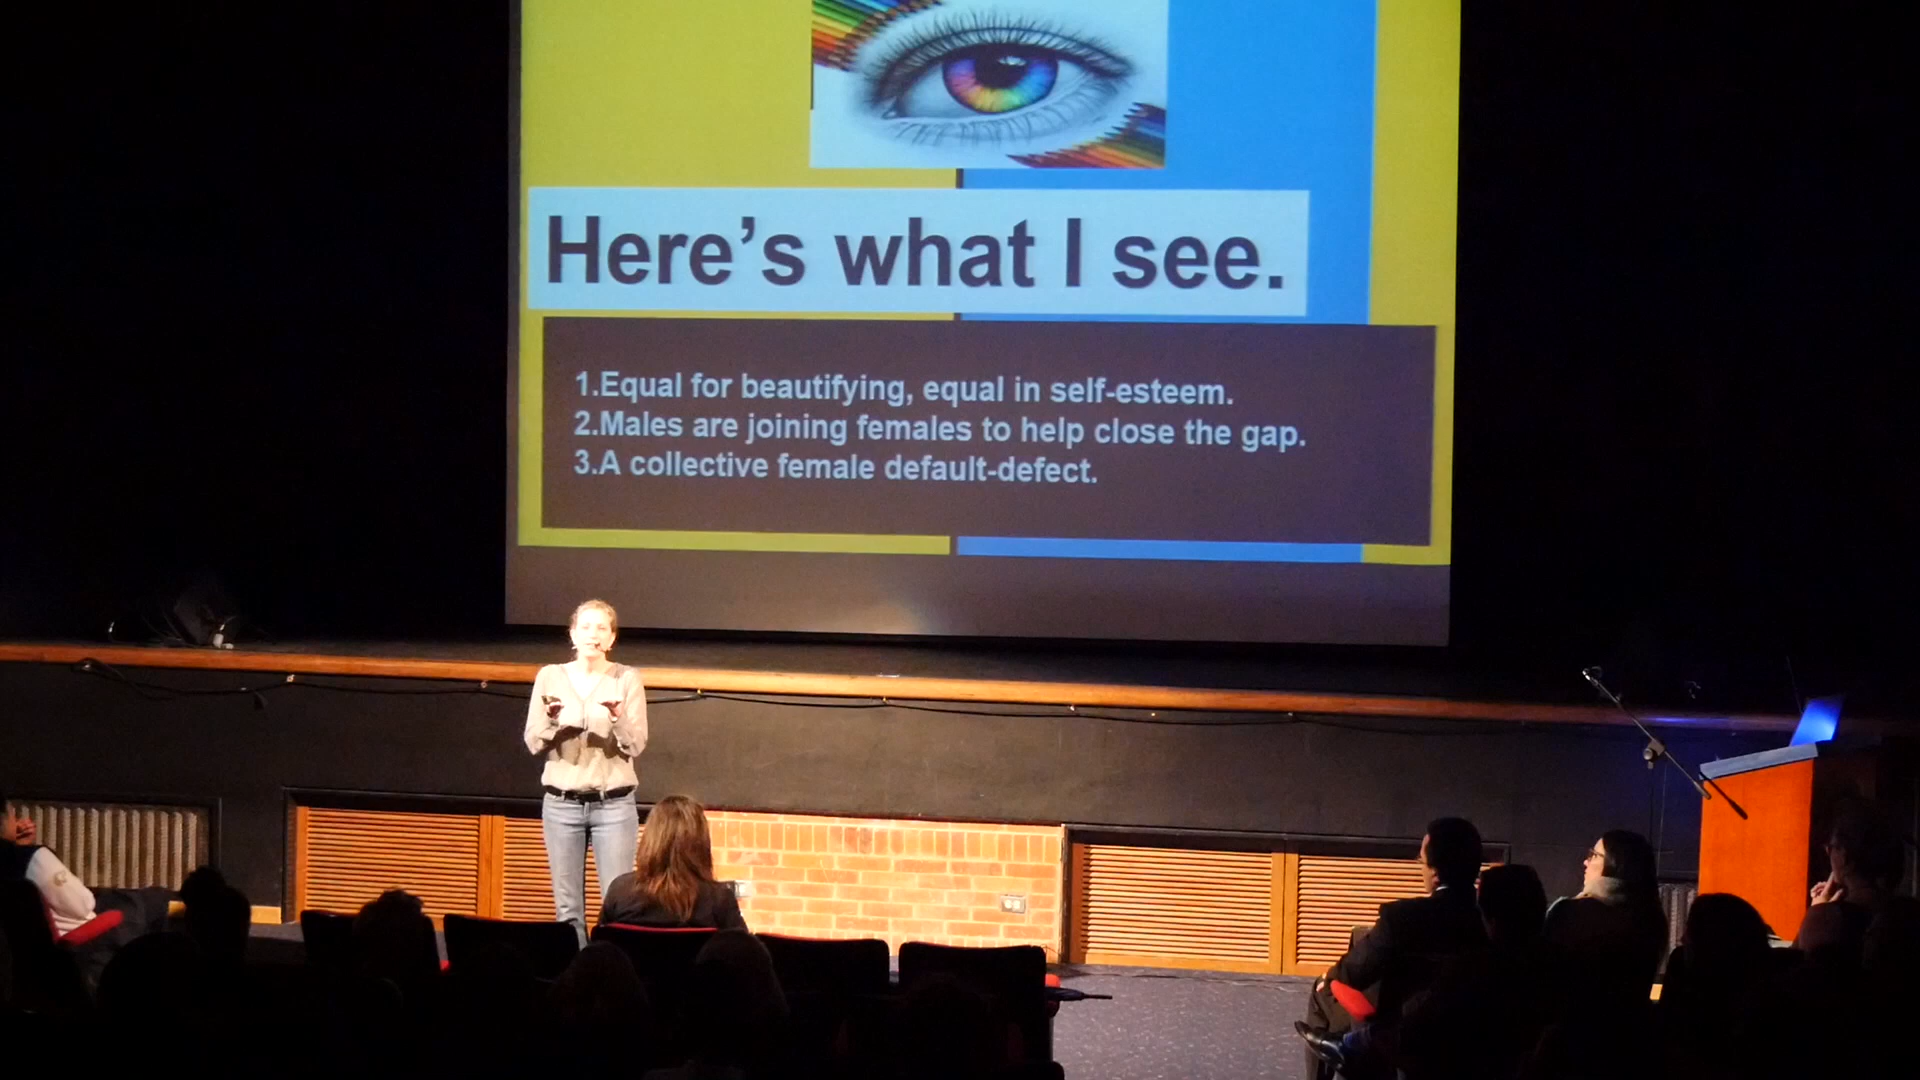 Here’s what I see.
1.Equal for beautifying, equal in self-esteem.
2.Males are joining females to help close the gap.
3.A collective female default-defect.